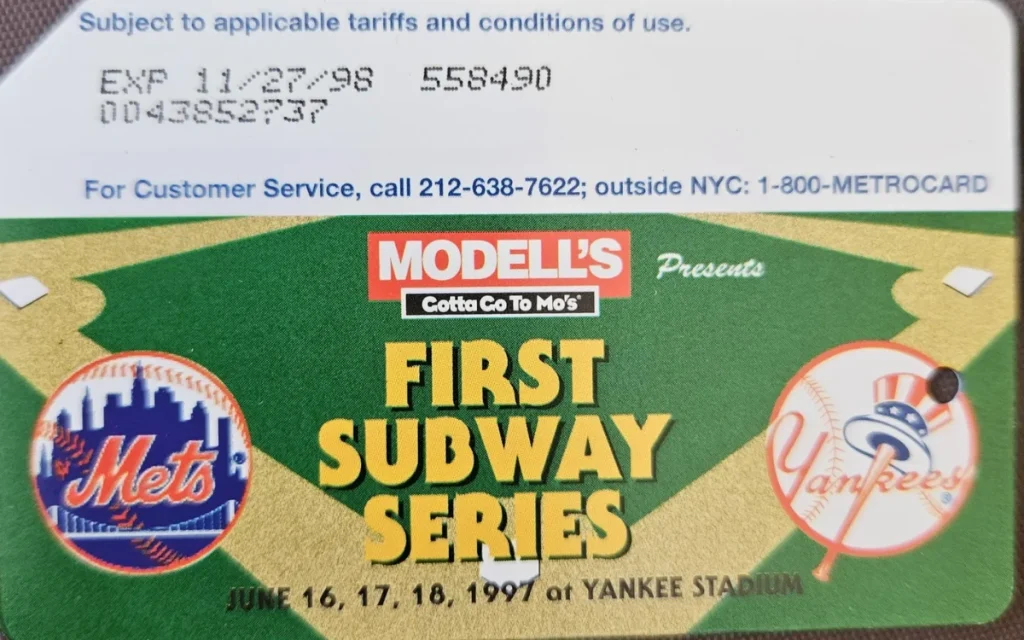 Subject to applicable tariffs and conditions of use.
EXP 11/27/98 558490
0043852737
For Customer Service, call 212-638-7622; outside NYC: 1-800-METROCARD
MODELL'S Presents
Gotta Go To Mo's
FIRST
SUBWAY
SERIES
Mets
Yankees
JUNE 16, 17, 18, 1997 at YANKEE STADIUM